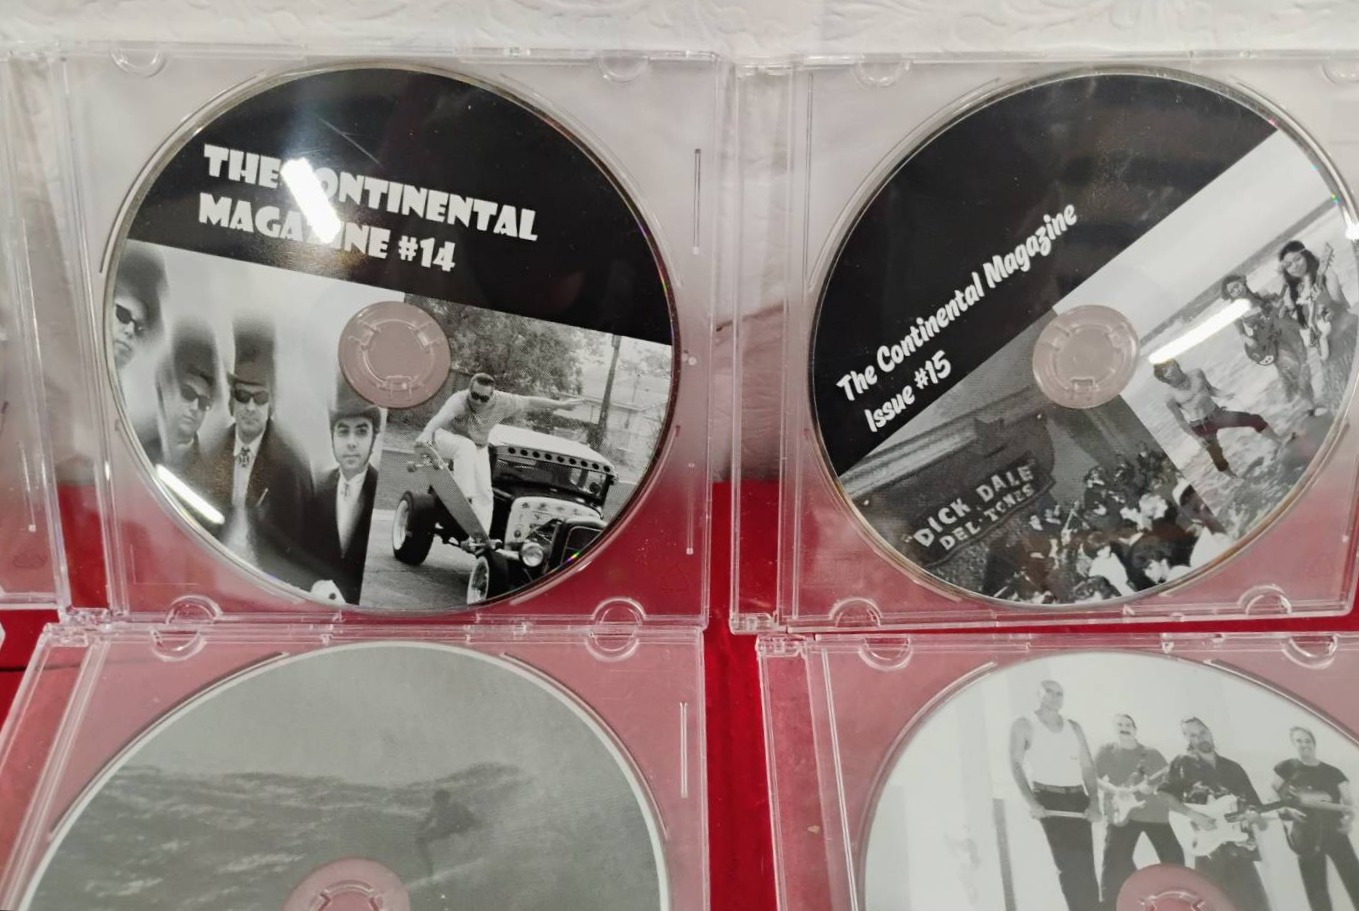 THE CONTINENTAL
MAGAZINE #14
The Continental Magazine
Issue #15
DICK DALE
DEL-TONES